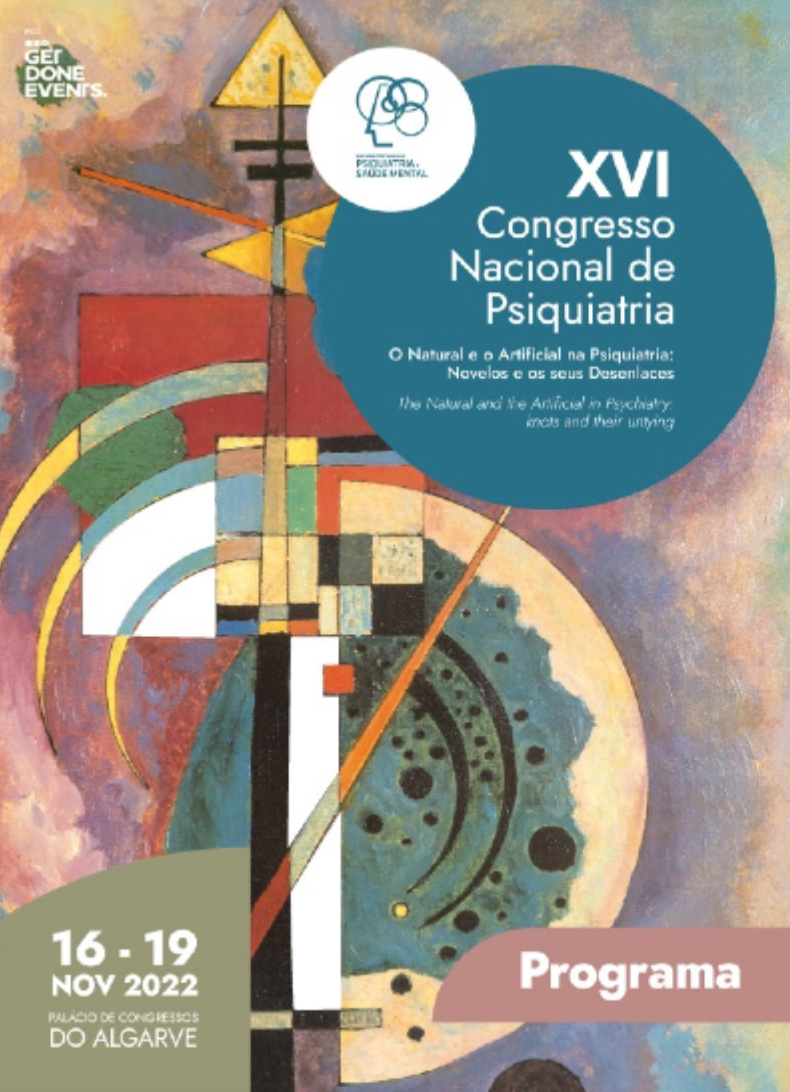 GET
DONE
EVENTS.
PSIQUIATRIA E
SAÚDE MENTAL
XVI
Congresso
Nacional de
Psiquiatria
O Natural e o Artificial na Psiquiatria:
Novelos e os seus Desenlaces
The Natural and the Artificial in Psychiatry:
knots and their untying
16 - 19
NOV 2022
PALÁCIO DE CONGRESSOS
DO ALGARVE
Programa